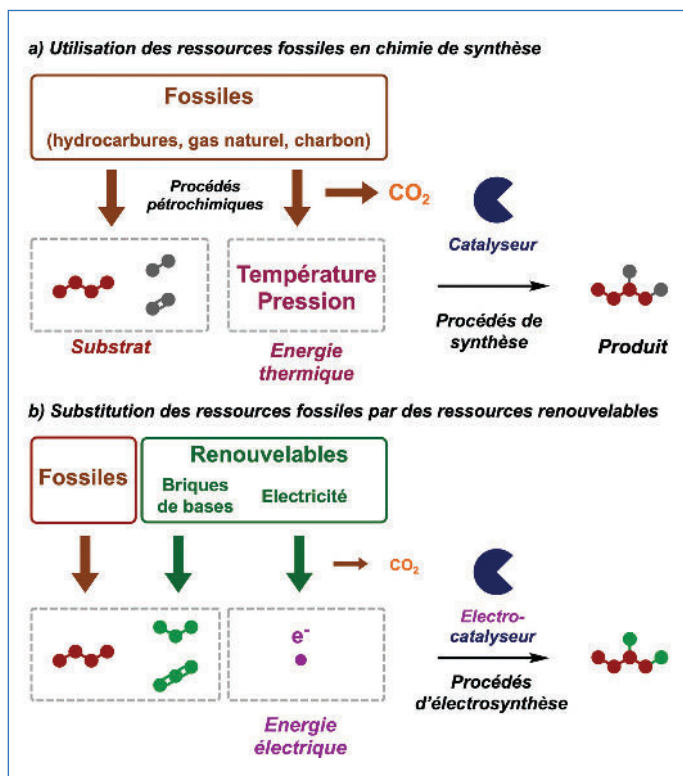 a) Utilisation des ressources fossiles en chimie de synthèse
Fossiles
(hydrocarbures, gas naturel, charbon)
Procédés
pétrochimiques
CO2
Catalyseur
Température
Pression
Substrat
Energie
thermique
Procédés de
synthèse
Produit
b) Substitution des ressources fossiles par des ressources renouvelables
Fossiles
Renouvelables
Briques
de bases
Electricité
CO2
e-
Electro-
catalyseur
Procédés
d'électrosynthèse
Energie
électrique